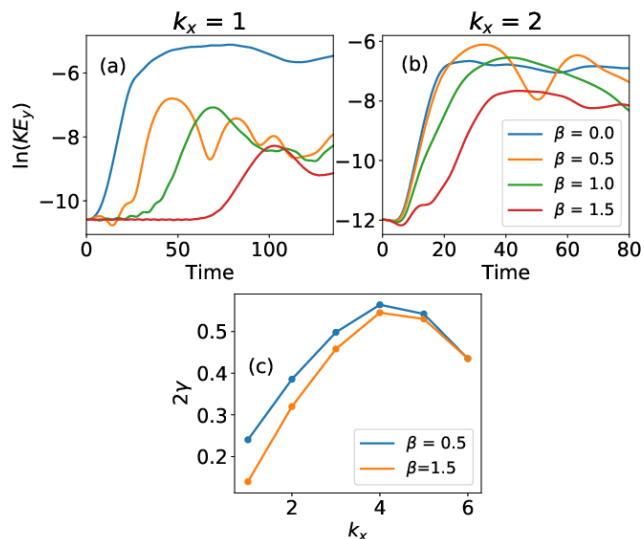 k_x = 1
k_x = 2
(a)
(b)
ln(KE_y)
−6
−8
−10
0
50
100
Time
−6
−8
−10
−12
0
20
40
60
80
Time
β = 0.0
β = 0.5
β = 1.0
β = 1.5
(c)
2γ
0.5
0.4
0.3
0.2
2
4
6
k_x
β = 0.5
β=1.5